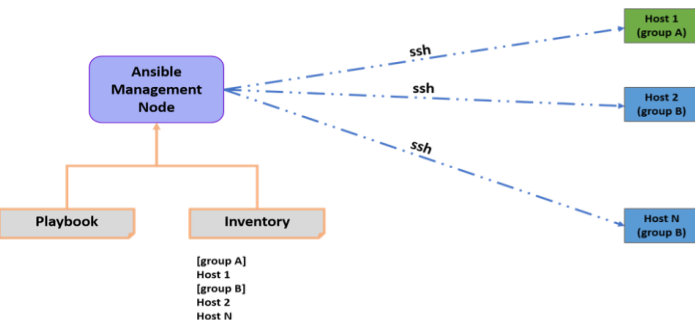 Host 1
(group A)
ssh
Ansible
Management
Node
ssh
Host 2
(group B)
ssh
Playbook
Inventory
Host N
(group B)
[group A]
Host 1
[group B]
Host 2
Host N